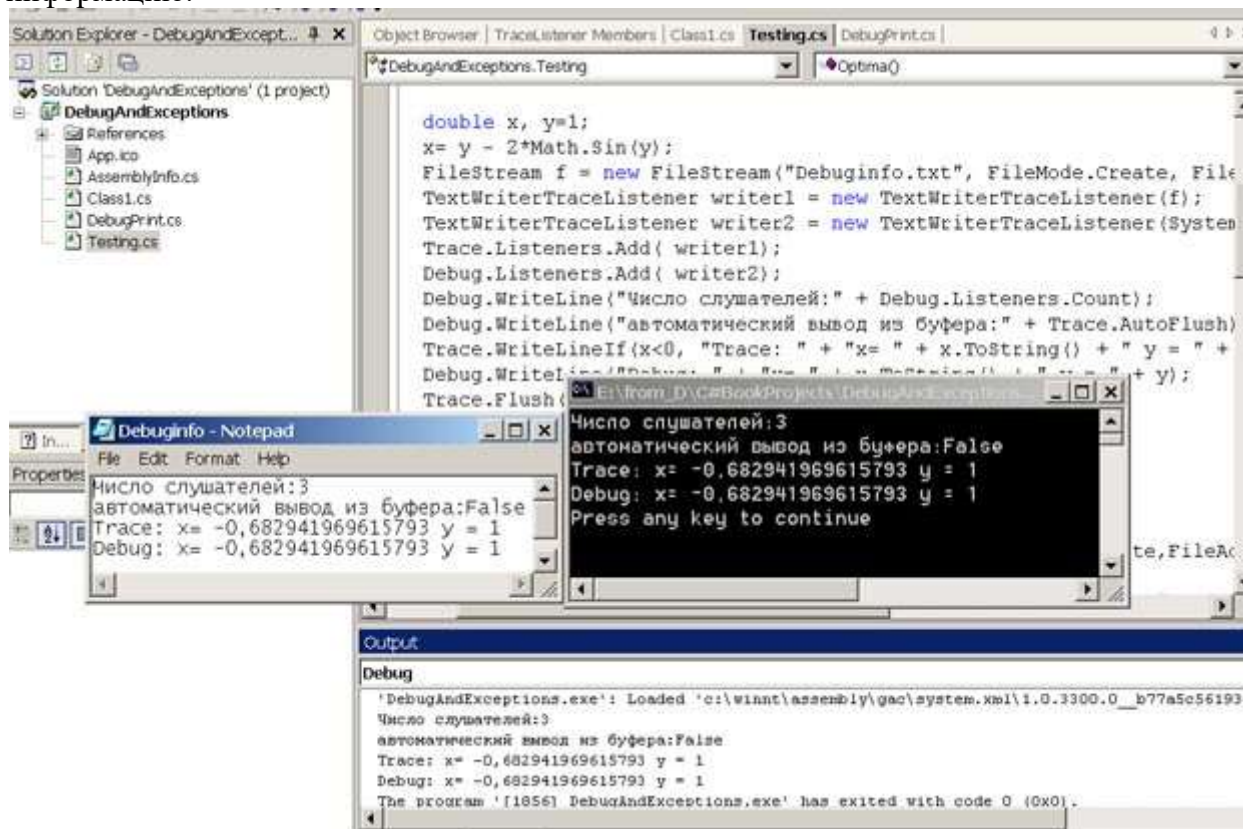 информацию.
Solution Explorer - DebugAndExcept...
Object Browser | TraceListener Members | Class1.cs Testing.cs DebugPrint.cs
DebugAndExceptions.Testing
Optima()
Solution 'DebugAndExceptions' (1 project)
DebugAndExceptions
References
App.ico
AssemblyInfo.cs
Class1.cs
DebugPrint.cs
Testing.cs
double x, y=1;
x= y - 2*Math.Sin(y);
FileStream f = new FileStream("Debuginfo.txt", FileMode.Create, File
TextWriterTraceListener writer1 = new TextWriterTraceListener(f);
TextWriterTraceListener writer2 = new TextWriterTraceListener(System
Trace.Listeners.Add( writer1);
Debug.Listeners.Add( writer2);
Debug.WriteLine("Число слушателей:" + Debug.Listeners.Count);
Debug.WriteLine("автоматический вывод из буфера:" + Trace.AutoFlush)
Trace.WriteLineIf(x<0, "Trace: " + "x= " + x.ToString() + " y = " +
Debug.WriteLine("Debug: " + "x= " + x.ToString() + " y = " + y);
Trace.Flush(
te,FileAc
In...
Properties
Debuginfo - Notepad
File Edit Format Help
Число слушателей:3
автоматический вывод из буфера:False
Trace: x= -0,682941969615793 y = 1
Debug: x= -0,682941969615793 y = 1
E:\from_D\C#BookProjects\DebugAndExceptions
Число слушателей:3
автоматический вывод из буфера:False
Trace: x= -0,682941969615793 y = 1
Debug: x= -0,682941969615793 y = 1
Press any key to continue
Output
Debug
'DebugAndExceptions.exe': Loaded 'c:\winnt\assembly\gac\system.xml\1.0.3300.0__b77a5c56193
Число слушателей:3
автоматический вывод из буфера:False
Trace: x= -0,682941969615793 y = 1
Debug: x= -0,682941969615793 y = 1
The program '[1856] DebugAndExceptions.exe' has exited with code 0 (0x0).